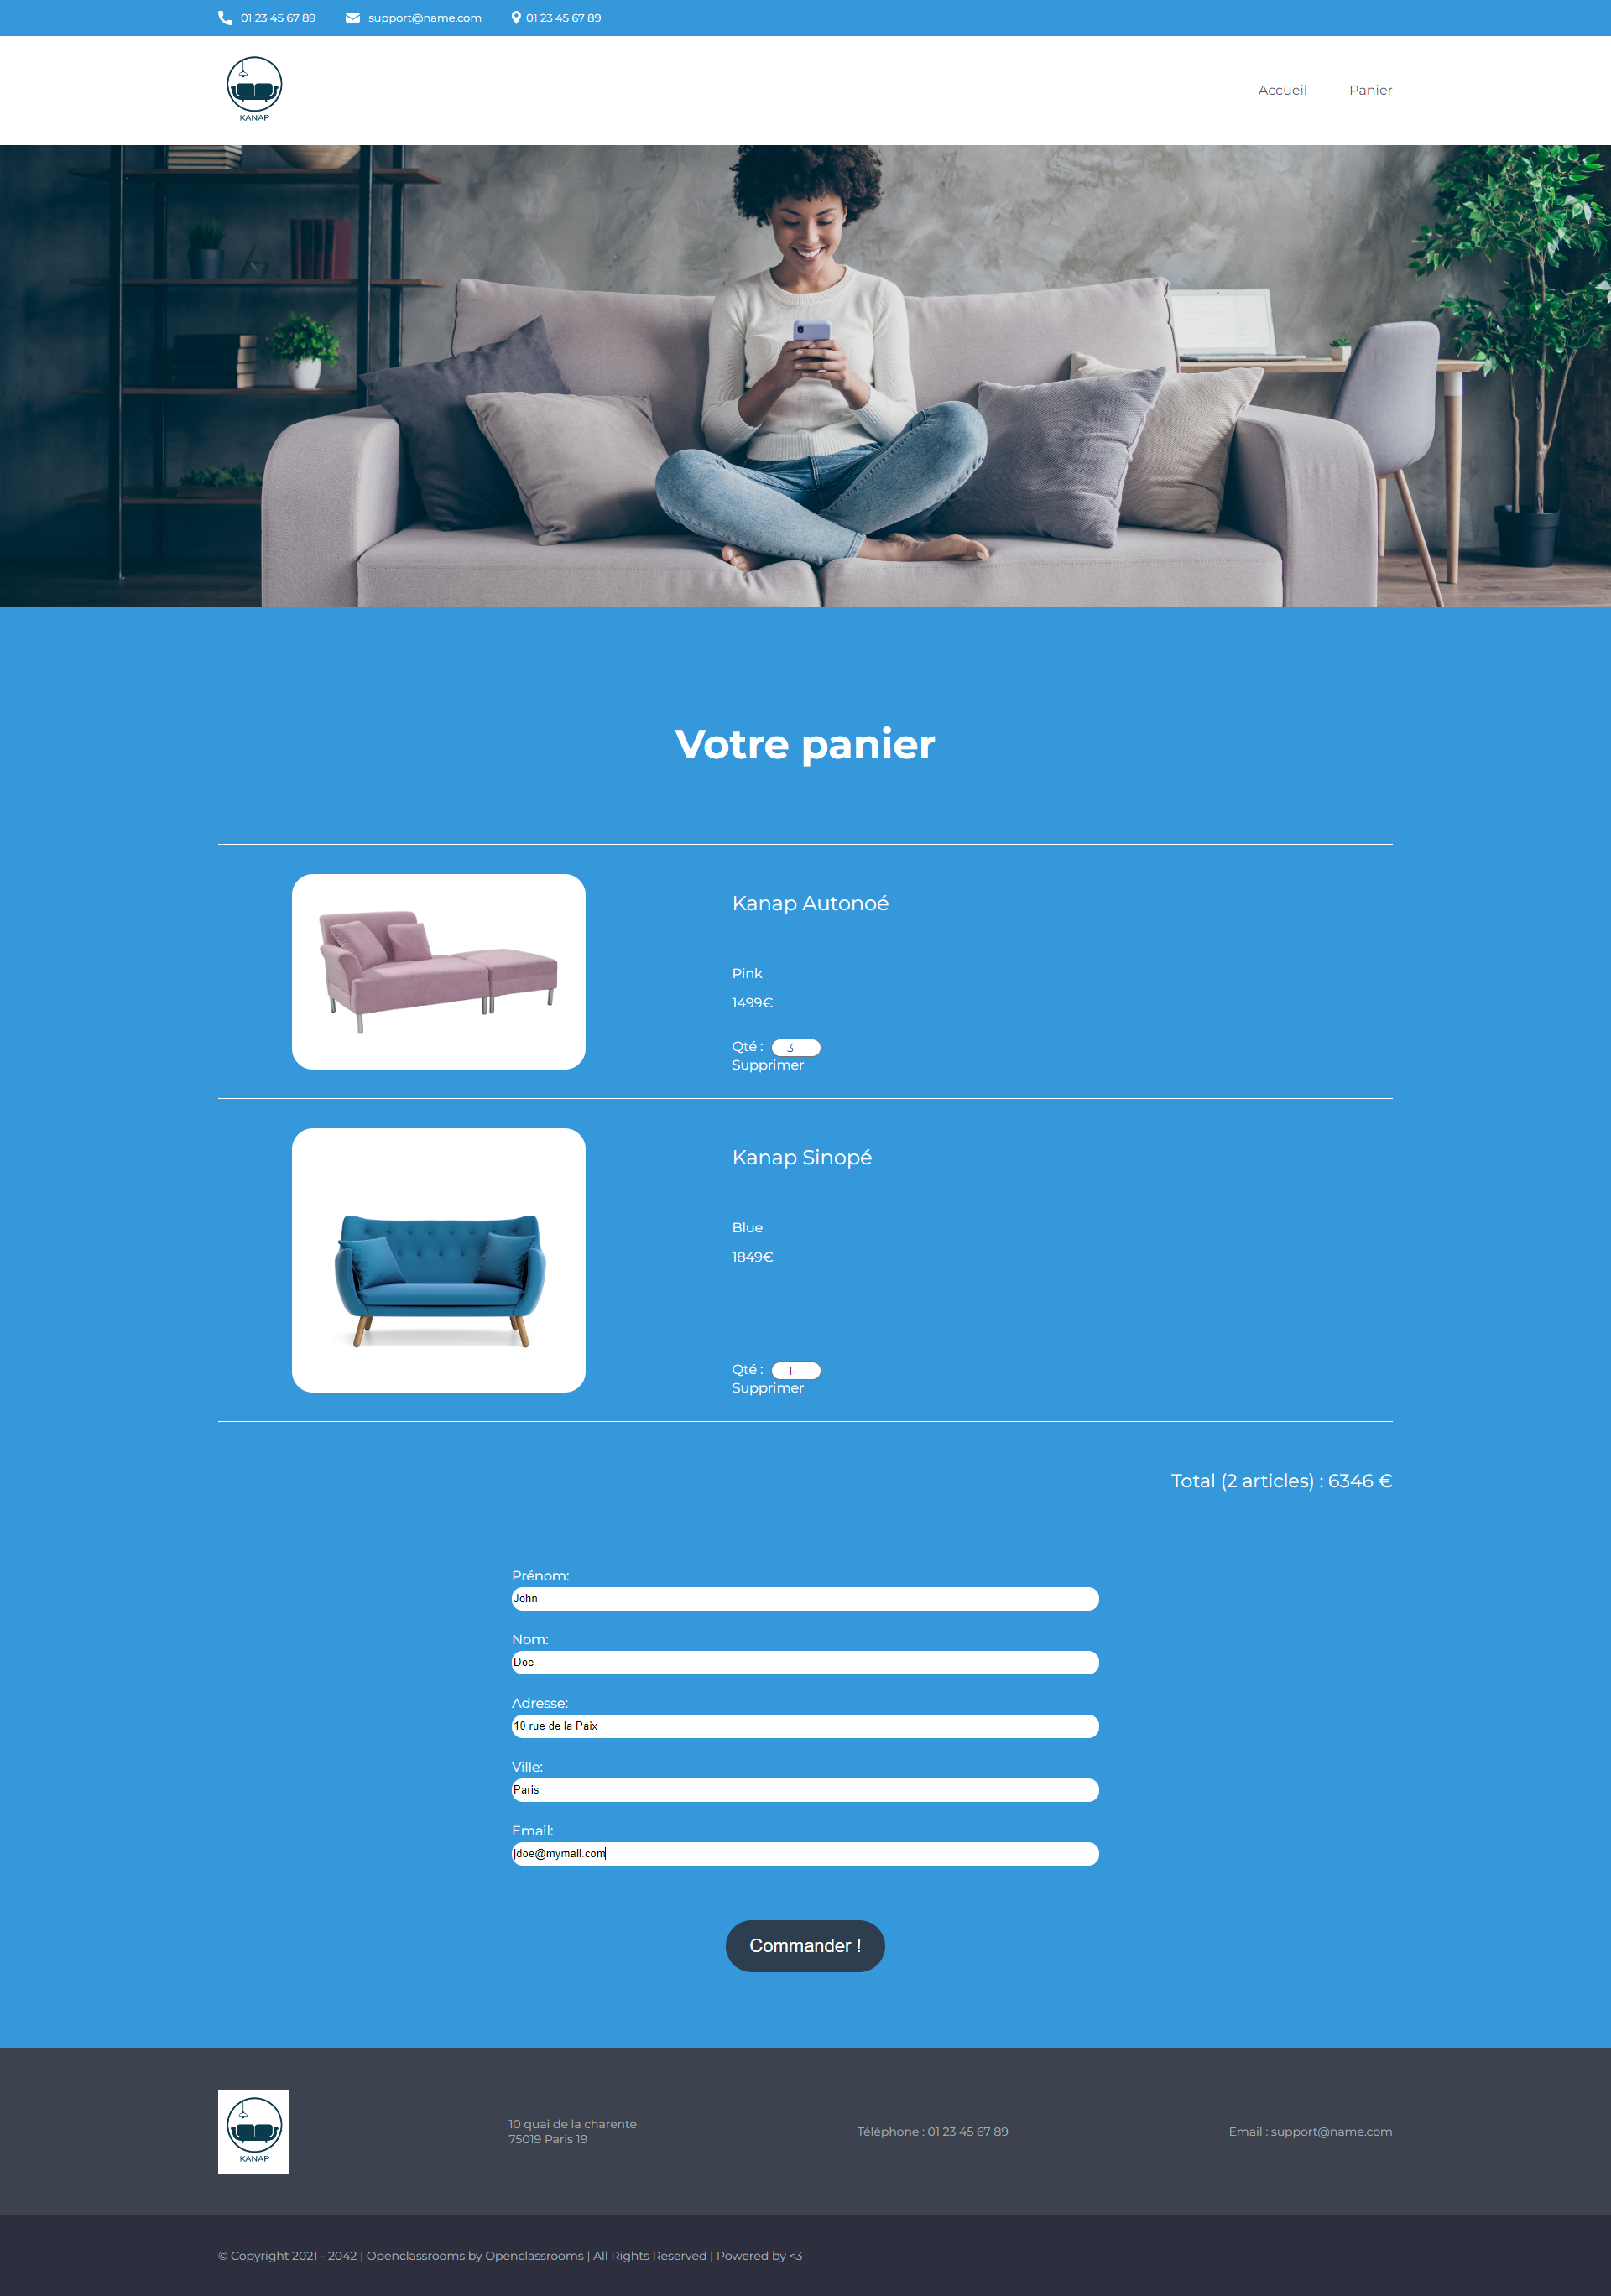 01 23 45 67 89 support@name.com 01 23 45 67 89
KANAP
Accueil Panier
Votre panier
Kanap Autonoé
Pink
1499€
Qté : 3
Supprimer
Kanap Sinopé
Blue
1849€
Qté : 1
Supprimer
Total (2 articles) : 6346 €
Prénom:
John
Nom:
Doe
Adresse:
10 rue de la Paix
Ville:
Paris
Email:
jdoe@mymail.com
Commander !
KANAP
10 quai de la charente
75019 Paris 19
Téléphone : 01 23 45 67 89
Email : support@name.com
© Copyright 2021 - 2042 | Openclassrooms by Openclassrooms | All Rights Reserved | Powered by <3